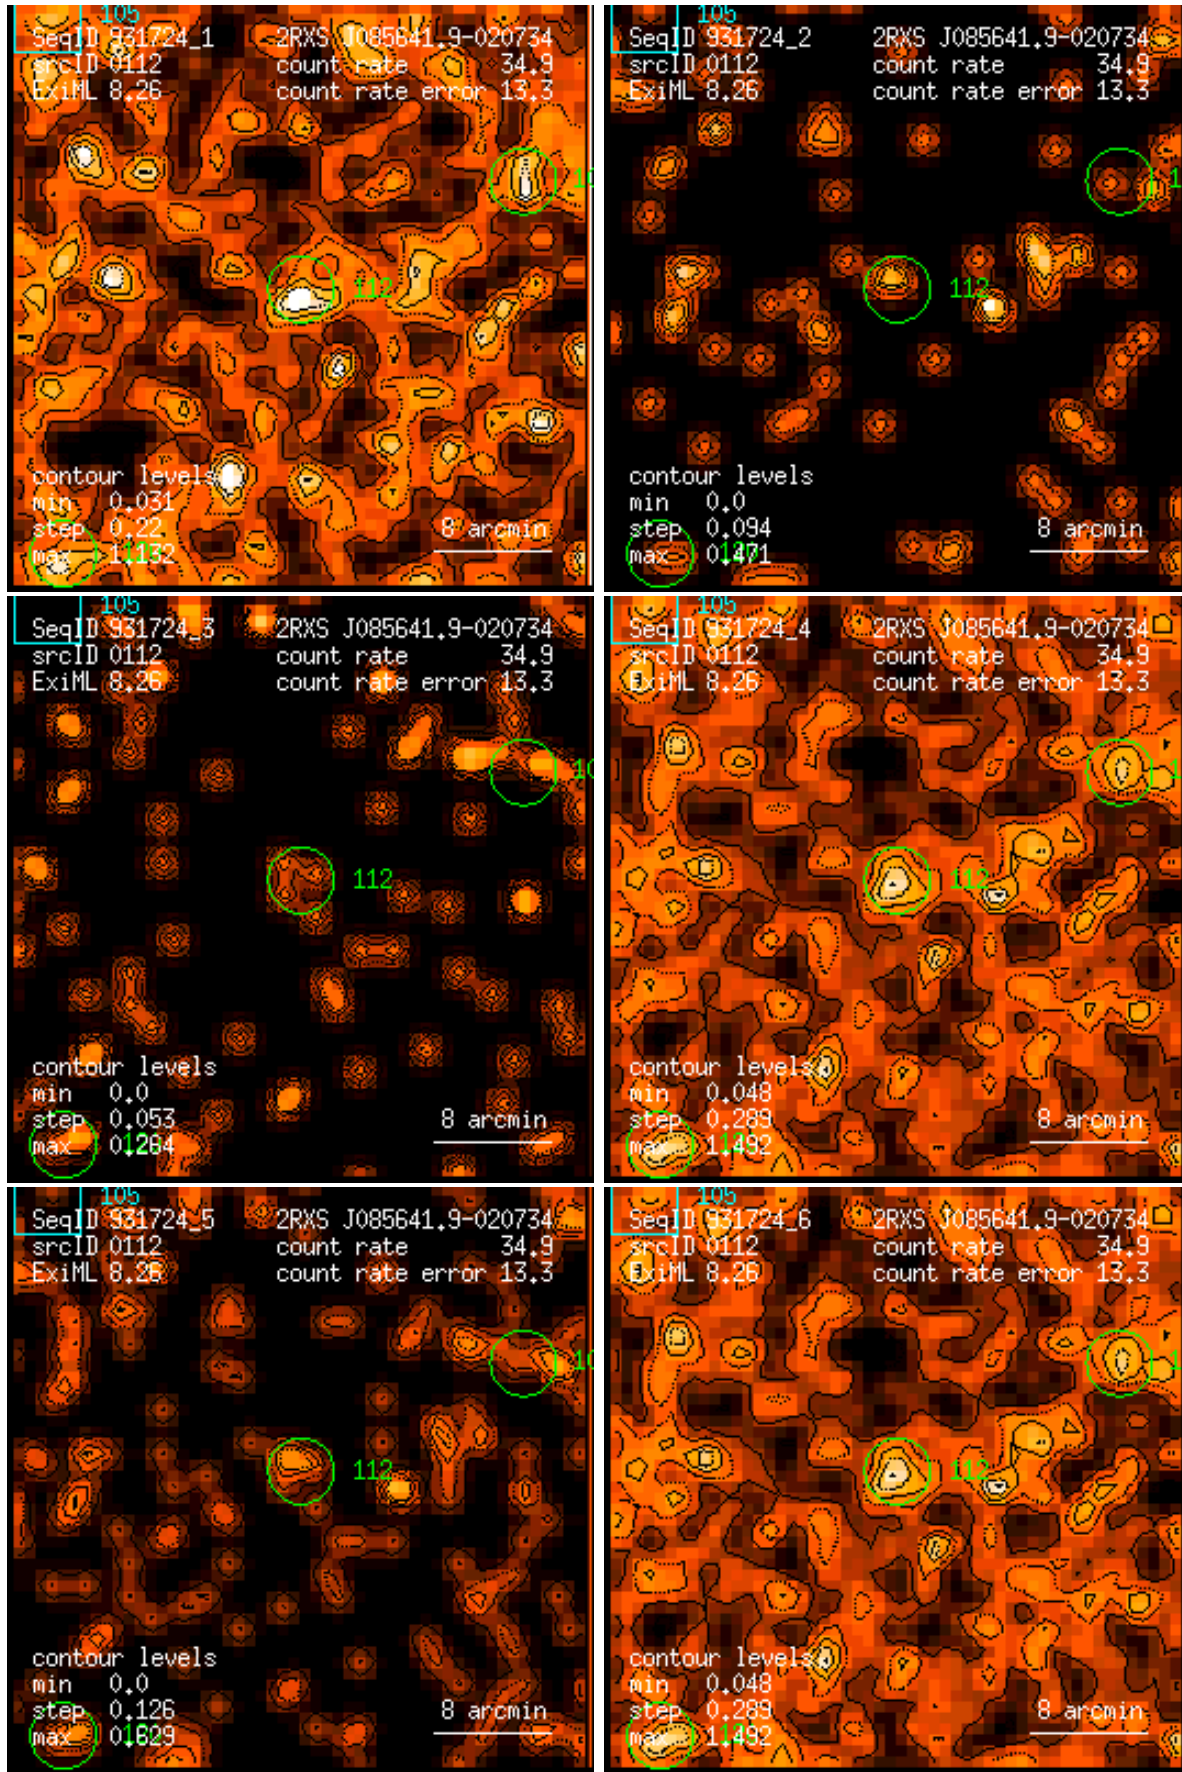 105
SeqID 931724_1 2RXS J085641.9-020734
srcID 0112 count rate 34.9
ExiML 8.26 count rate error 13.3
112
contour levels
min 0.031
step 0.22
max 1.132
8 arcmin
105
SeqID 931724_2 2RXS J085641.9-020734
srcID 0112 count rate 34.9
ExiML 8.26 count rate error 13.3
112
contour levels
min 0.0
step 0.094
max 0.471
8 arcmin
105
SeqID 931724_3 2RXS J085641.9-020734
srcID 0112 count rate 34.9
ExiML 8.26 count rate error 13.3
112
contour levels
min 0.0
step 0.053
max 0.264
8 arcmin
105
SeqID 931724_4 2RXS J085641.9-020734
srcID 0112 count rate 34.9
ExiML 8.26 count rate error 13.3
112
contour levels
min 0.048
step 0.289
max 1.492
8 arcmin
105
SeqID 931724_5 2RXS J085641.9-020734
srcID 0112 count rate 34.9
ExiML 8.26 count rate error 13.3
112
contour levels
min 0.0
step 0.126
max 0.629
8 arcmin
105
SeqID 931724_6 2RXS J085641.9-020734
srcID 0112 count rate 34.9
ExiML 8.26 count rate error 13.3
112
contour levels
min 0.048
step 0.289
max 1.492
8 arcmin